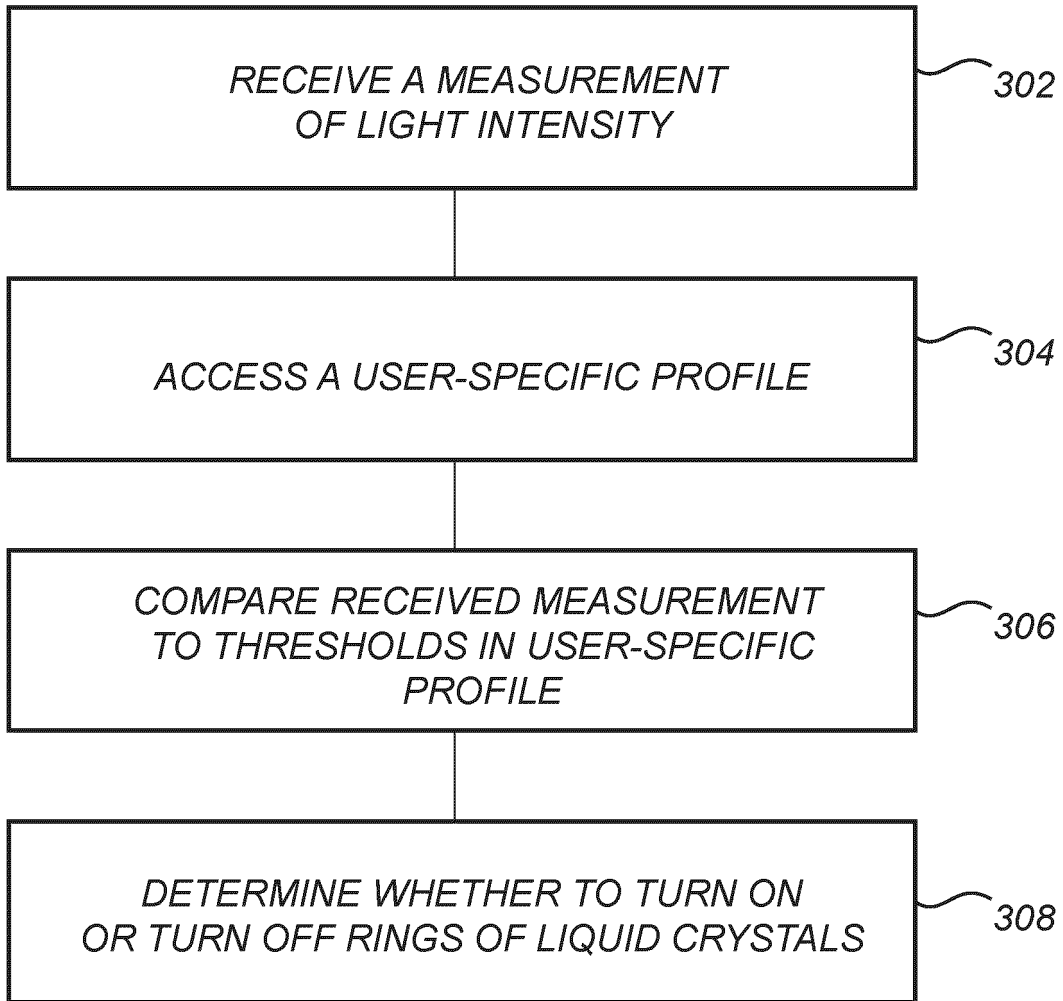 RECEIVE A MEASUREMENT
OF LIGHT INTENSITY
302
ACCESS A USER-SPECIFIC PROFILE
304
COMPARE RECEIVED MEASUREMENT
TO THRESHOLDS IN USER-SPECIFIC
PROFILE
306
DETERMINE WHETHER TO TURN ON
OR TURN OFF RINGS OF LIQUID CRYSTALS
308